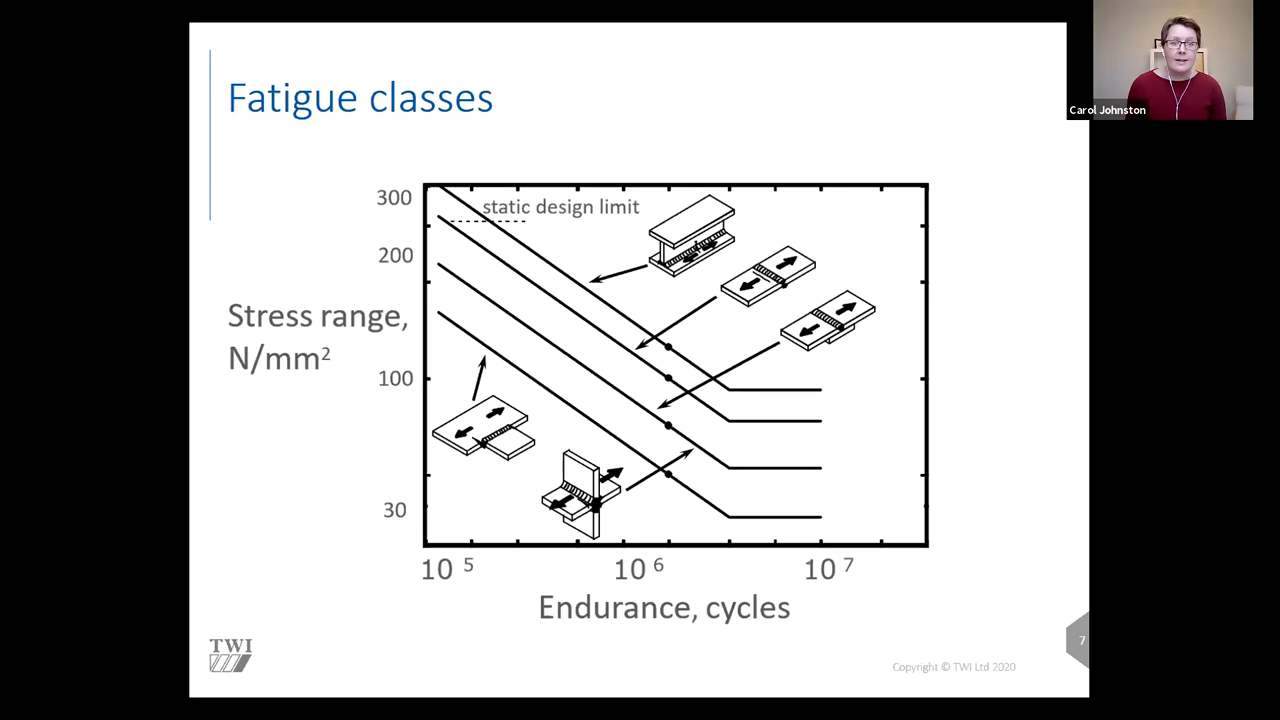 Fatigue classes
Carol Johnston
300
static design limit
200
Stress range,
N/mm²
100
30
10 ⁵
10 ⁶
10 ⁷
Endurance, cycles
TWI
7
Copyright © TWI Ltd 2020